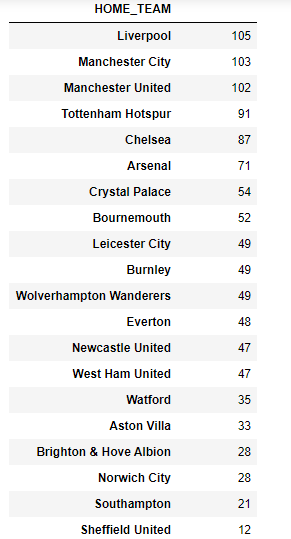 HOME_TEAM
Liverpool 105
Manchester City 103
Manchester United 102
Tottenham Hotspur 91
Chelsea 87
Arsenal 71
Crystal Palace 54
Bournemouth 52
Leicester City 49
Burnley 49
Wolverhampton Wanderers 49
Everton 48
Newcastle United 47
West Ham United 47
Watford 35
Aston Villa 33
Brighton & Hove Albion 28
Norwich City 28
Southampton 21
Sheffield United 12